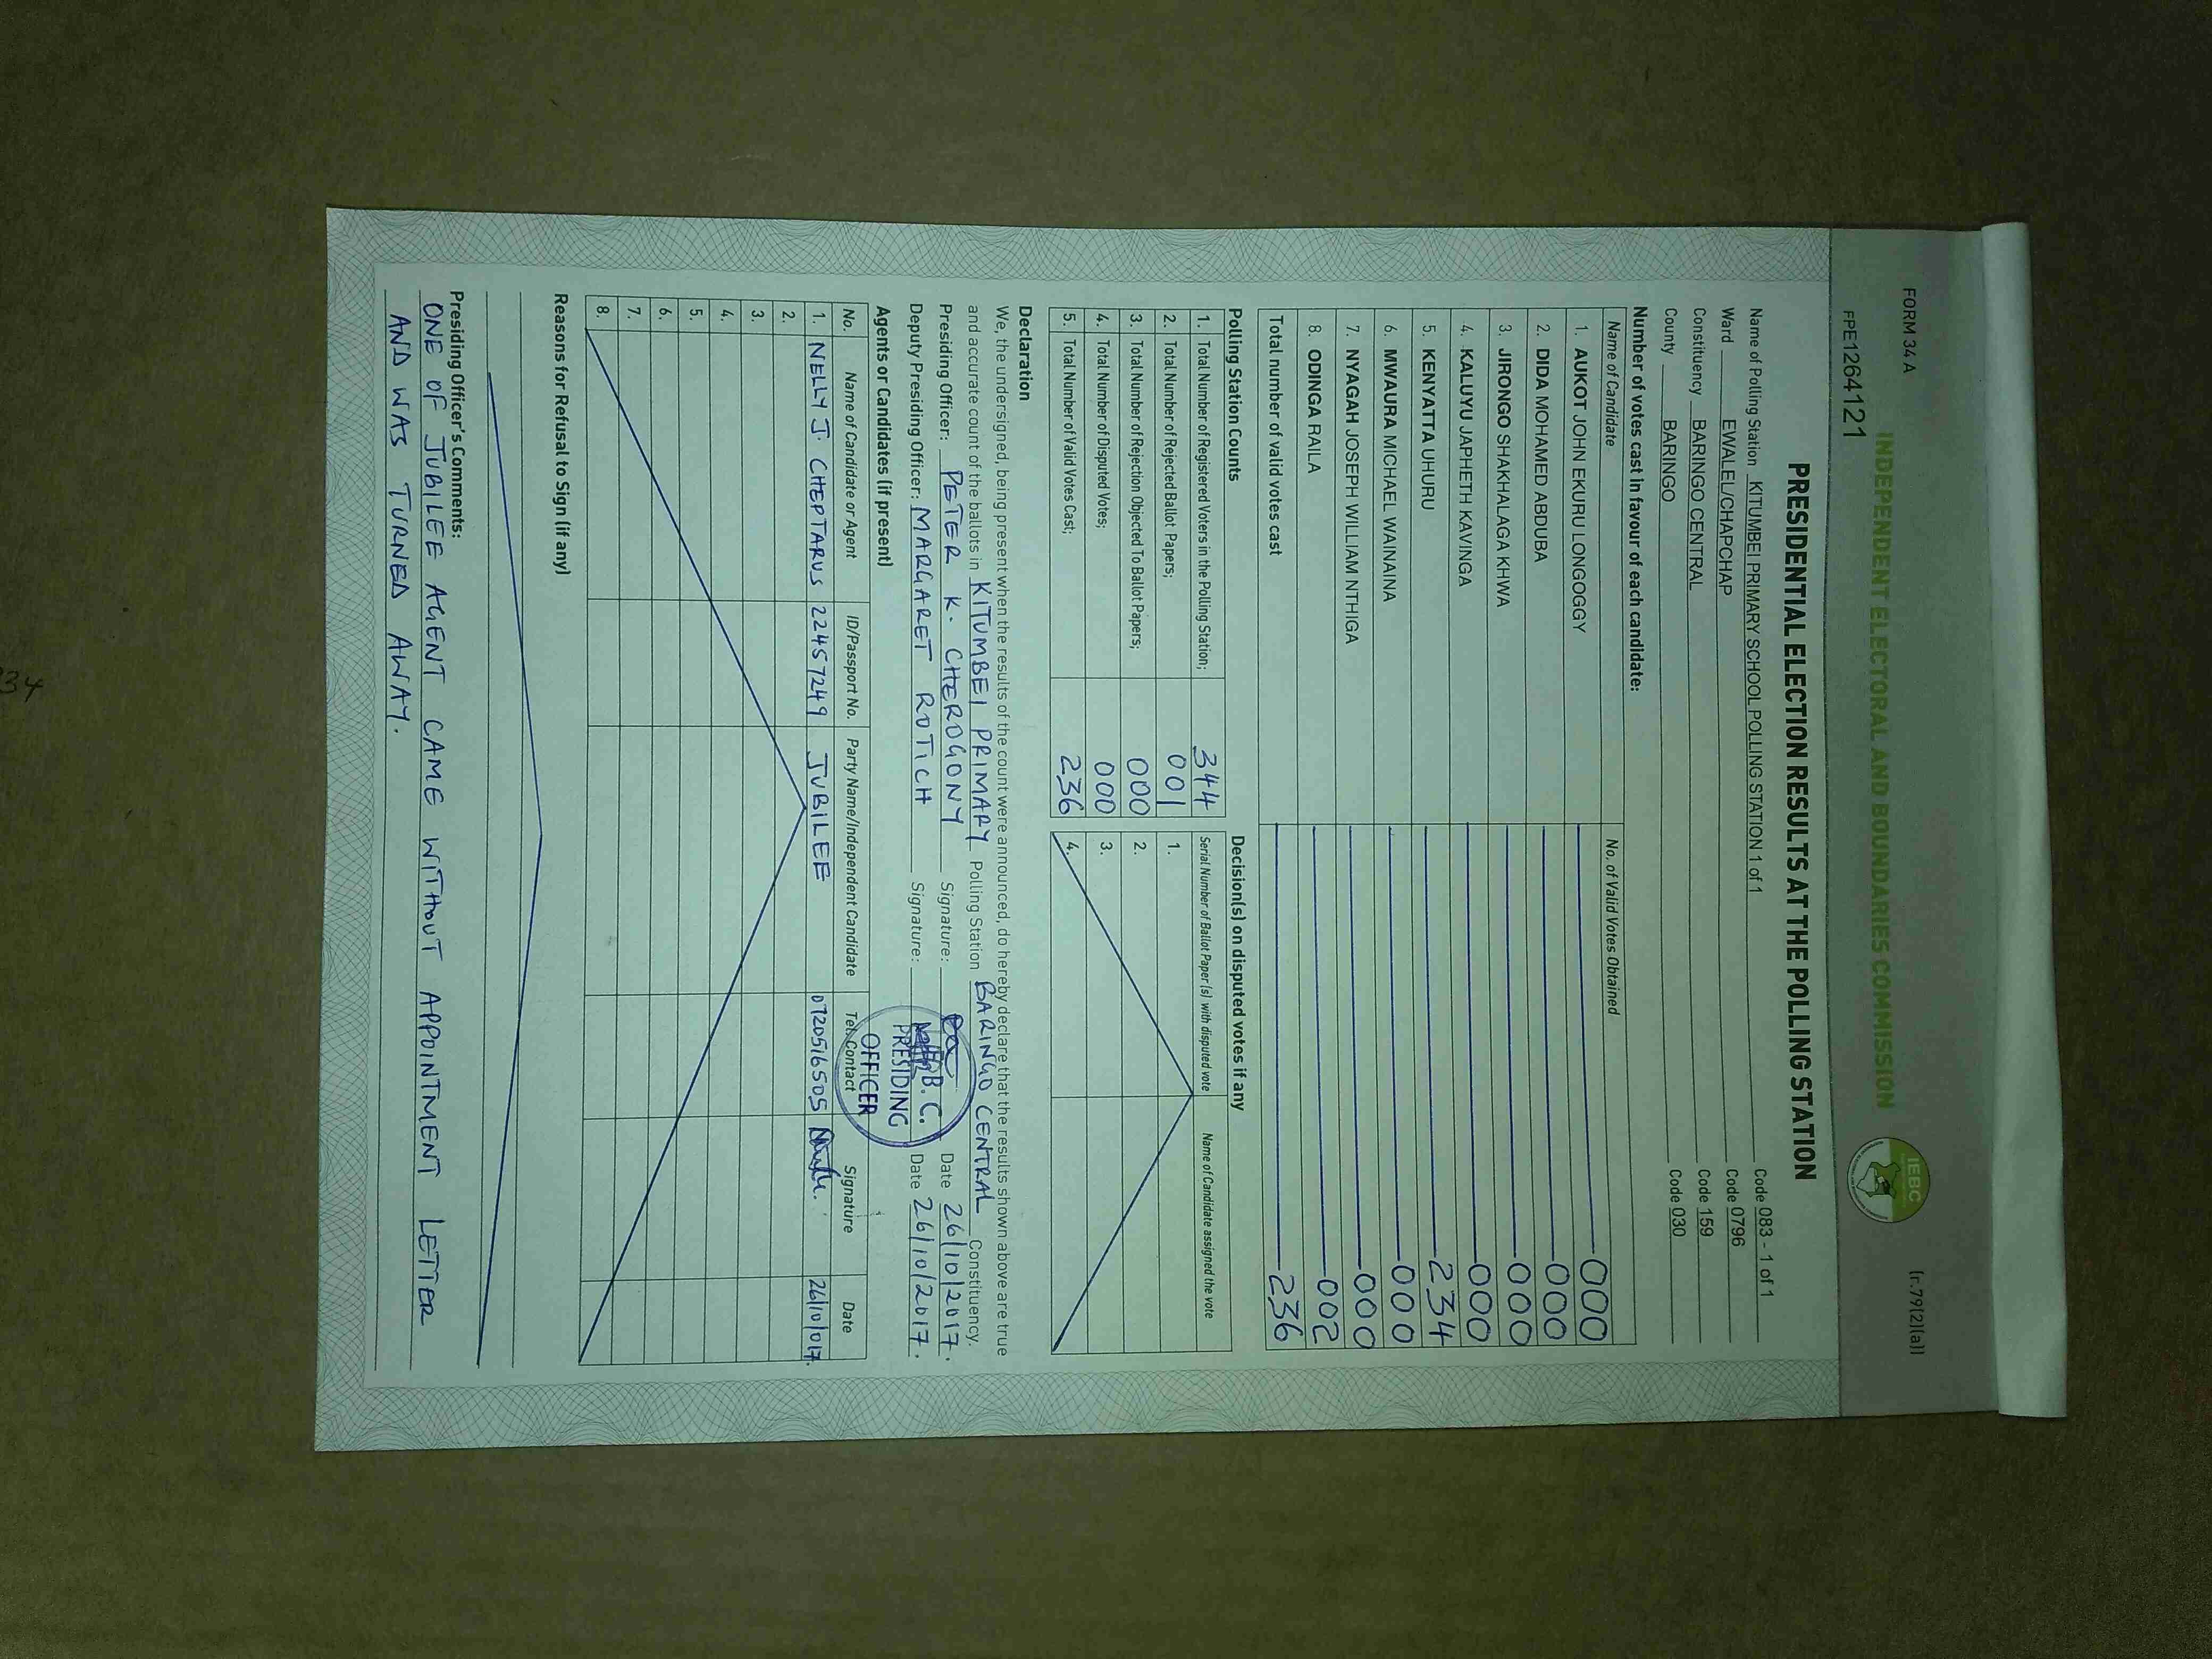 FORM 34 A
(r.79(2)(a))
INDEPENDENT ELECTORAL AND BOUNDARIES COMMISSION
IEBC
FPE1264121
PRESIDENTIAL ELECTION RESULTS AT THE POLLING STATION
Name of Polling Station KITUMBEI PRIMARY SCHOOL POLLING STATION 1 of 1 Code 083 - 1 of 1
Ward EWALEL/CHAPCHAP Code 0796
Constituency BARINGO CENTRAL Code 159
County BARINGO Code 030
Number of votes cast in favour of each candidate:
Name of Candidate No. of Valid Votes Obtained
1. AUKOT JOHN EKURU LONGOGGY 000
2. DIDA MOHAMED ABDUBA 000
3. JIRONGO SHAKHALAGA KHWA 000
4. KALUYU JAPHETH KAVINGA 000
5. KENYATTA UHURU 234
6. MWAURA MICHAEL WAINAINA 000
7. NYAGAH JOSEPH WILLIAM NTHIGA 000
8. ODINGA RAILA 002
Total number of valid votes cast 236
Polling Station Counts
1. Total Number of Registered Voters in the Polling Station; 344
2. Total Number of Rejected Ballot Papers; 001
3. Total Number of Rejection Objected To Ballot Papers; 000
4. Total Number of Disputed Votes; 000
5. Total Number of Valid Votes Cast; 236
Decision(s) on disputed votes if any
Serial Number of Ballot Paper (s) with disputed vote Name of Candidate assigned the vote
1.
2.
3.
4.
Declaration
We, the undersigned, being present when the results of the count were announced, do hereby declare that the results shown above are true
and accurate count of the ballots in KITUMBEI PRIMARY Polling Station BARINGO CENTRAL Constituency.
Presiding Officer: PETER K. CHEROGONY Signature: Date 26/10/2017.
Deputy Presiding Officer: MARGARET ROTICH Signature: Date 26/10/2017.
B. C.
PRESIDING
OFFICER
Agents or Candidates (if present)
No. Name of Candidate or Agent ID/Passport No. Party Name/Independent Candidate Tel. Contact Signature Date
1. NELLY J. CHEPTARUS 22457249 JUBILEE 0720516505 26/10/017.
2.
3.
4.
5.
6.
7.
8.
Reasons for Refusal to Sign (if any)
Presiding Officer's Comments:
ONE OF JUBILEE AGENT CAME WITHOUT APPOINTMENT LETTER
AND WAS TURNED AWAY.
34